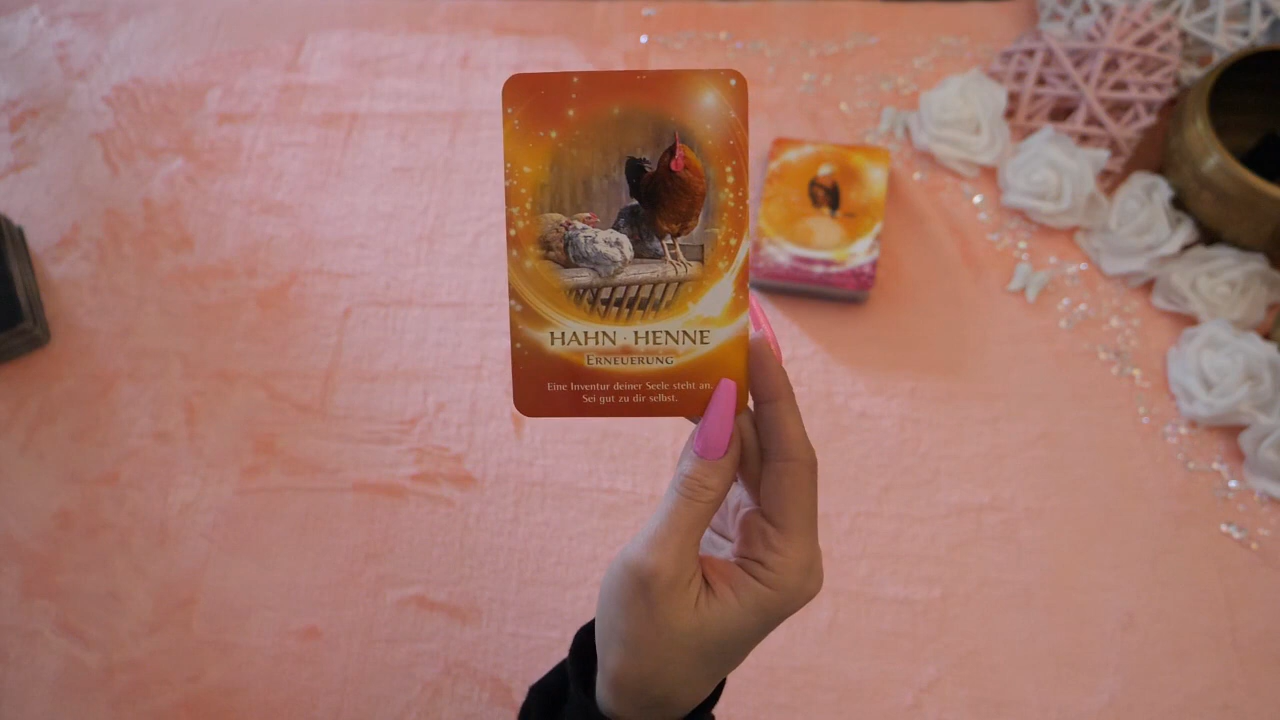 HAHN · HENNE
ERNEUERUNG
Eine Inventur deiner Seele steht an.
Sei gut zu dir selbst.